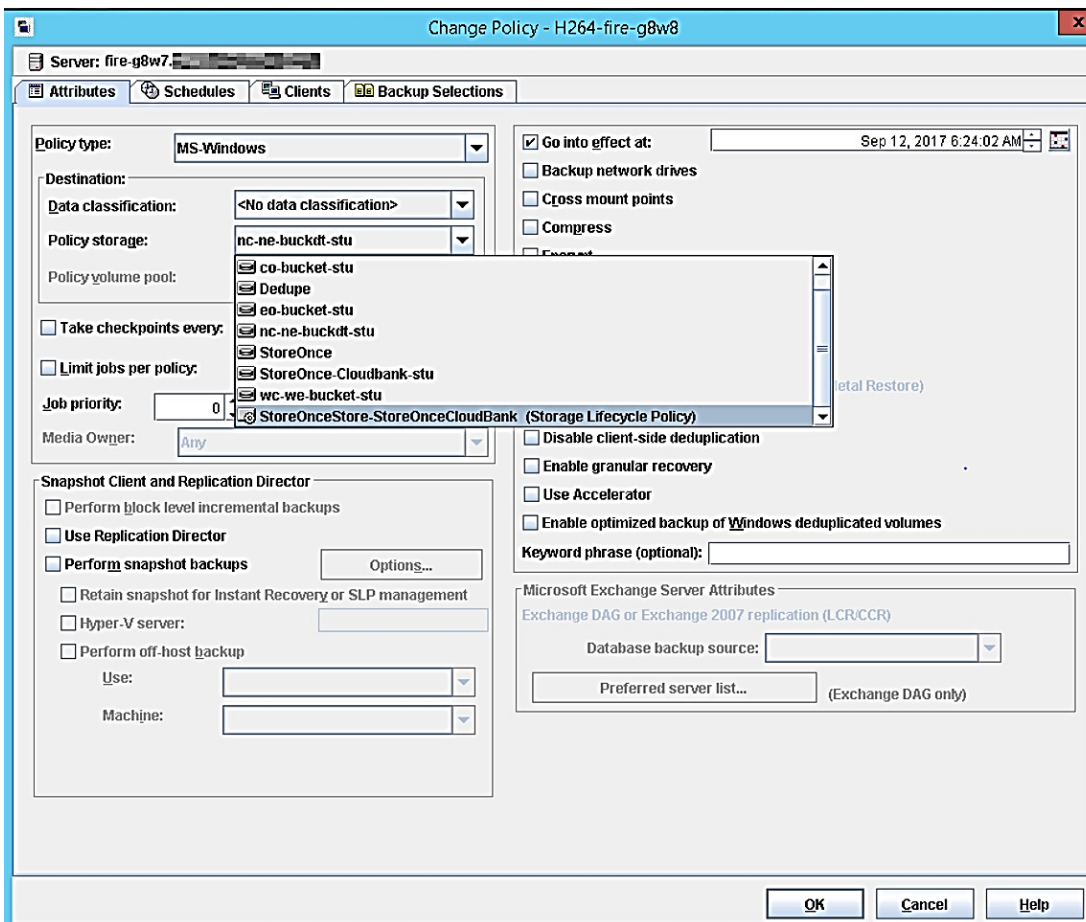 Change Policy - H264-fire-g8w8
x
Server: fire-g8w7.
Attributes
Schedules
Clients
Backup Selections
Policy type:
MS-Windows
Destination:
Data classification:
<No data classification>
Policy storage:
nc-ne-buckdt-stu
Policy volume pool:
co-bucket-stu
Dedupe
eo-bucket-stu
nc-ne-buckdt-stu
StoreOnce
StoreOnce-Cloudbank-stu
wc-we-bucket-stu
StoreOnceStore-StoreOnceCloudBank (Storage Lifecycle Policy)
Take checkpoints every:
Limit jobs per policy:
Job priority:
0
Media Owner:
Any
Snapshot Client and Replication Director
Perform block level incremental backups
Use Replication Director
Perform snapshot backups
Options...
Retain snapshot for Instant Recovery or SLP management
Hyper-V server:
Perform off-host backup
Use:
Machine:
Go into effect at:
Sep 12, 2017 6:24:02 AM
Backup network drives
Cross mount points
Compress
Encrypt
Metal Restore)
Disable client-side deduplication
Enable granular recovery
Use Accelerator
Enable optimized backup of Windows deduplicated volumes
Keyword phrase (optional):
Microsoft Exchange Server Attributes
Exchange DAG or Exchange 2007 replication (LCR/CCR)
Database backup source:
Preferred server list...
(Exchange DAG only)
OK
Cancel
Help